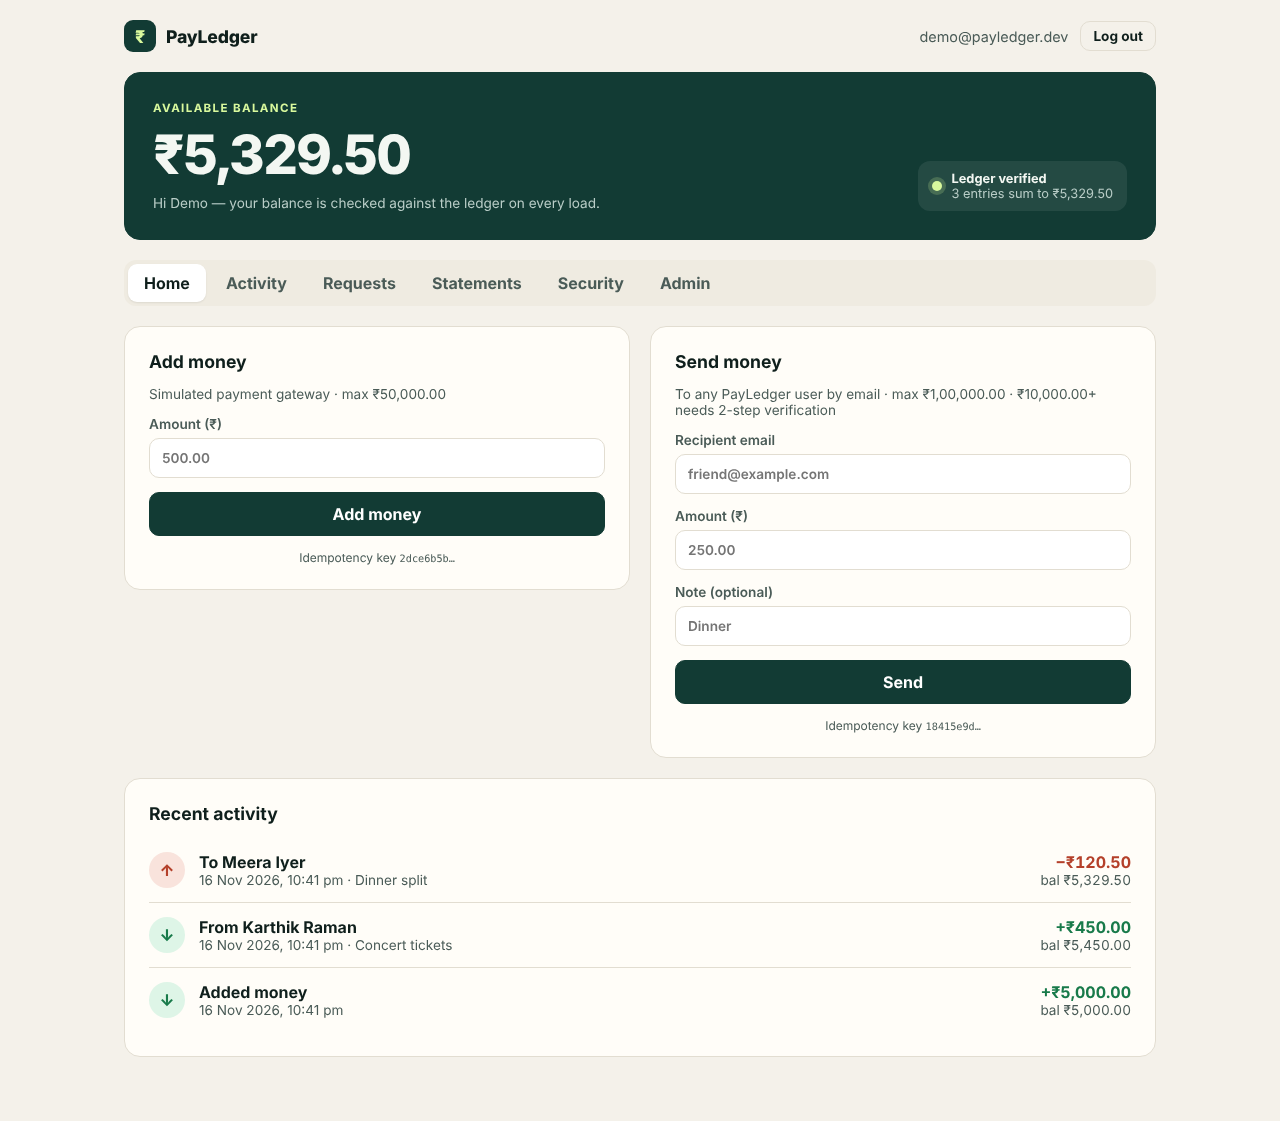 ₹ PayLedger
demo@payledger.dev
Log out
AVAILABLE BALANCE
₹5,329.50
Hi Demo — your balance is checked against the ledger on every load.
Ledger verified
3 entries sum to ₹5,329.50
Home Activity Requests Statements Security Admin
Add money
Simulated payment gateway · max ₹50,000.00
Amount (₹)
500.00
Add money
Idempotency key 2dce6b5b…
Send money
To any PayLedger user by email · max ₹1,00,000.00 · ₹10,000.00+
needs 2-step verification
Recipient email
friend@example.com
Amount (₹)
250.00
Note (optional)
Dinner
Send
Idempotency key 18415e9d…
Recent activity
To Meera Iyer
−₹120.50
16 Nov 2026, 10:41 pm · Dinner split
bal ₹5,329.50
From Karthik Raman
+₹450.00
16 Nov 2026, 10:41 pm · Concert tickets
bal ₹5,450.00
Added money
+₹5,000.00
16 Nov 2026, 10:41 pm
bal ₹5,000.00